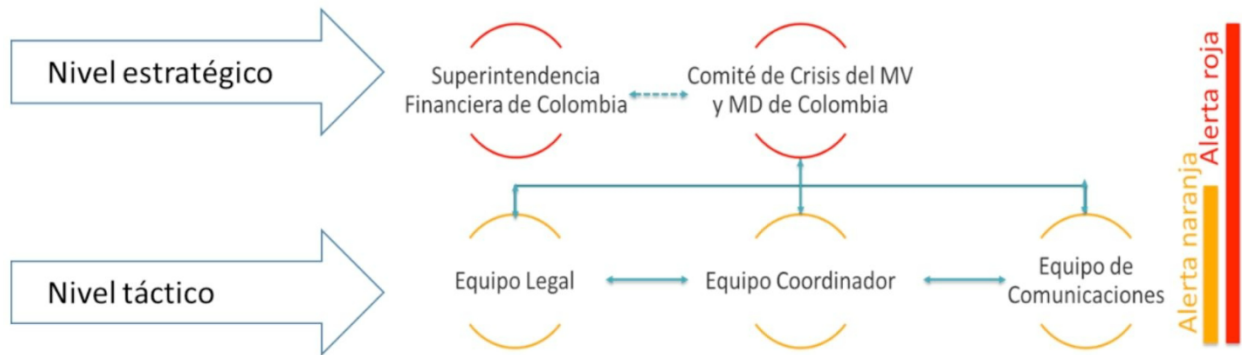 Nivel estratégico
Superintendencia
Financiera de Colombia
Comité de Crisis del MV
y MD de Colombia
Alerta roja
Nivel táctico
Equipo Legal
Equipo Coordinador
Equipo de
Comunicaciones
Alerta naranja